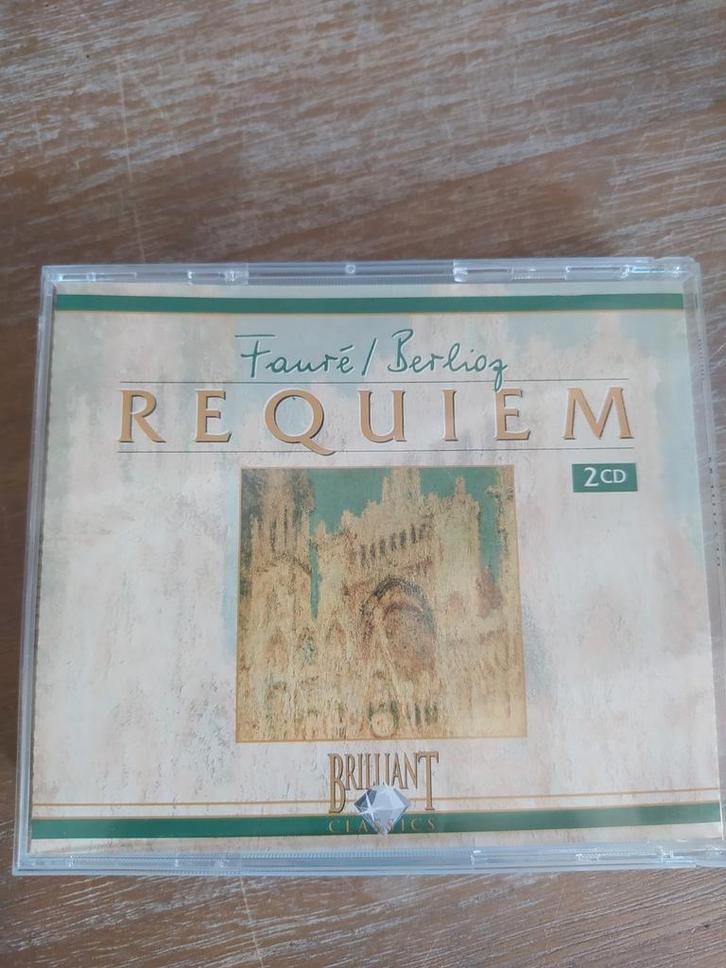 Fauré / Berlioz
REQUIEM
2CD
BRILLIANT
CLASSICS